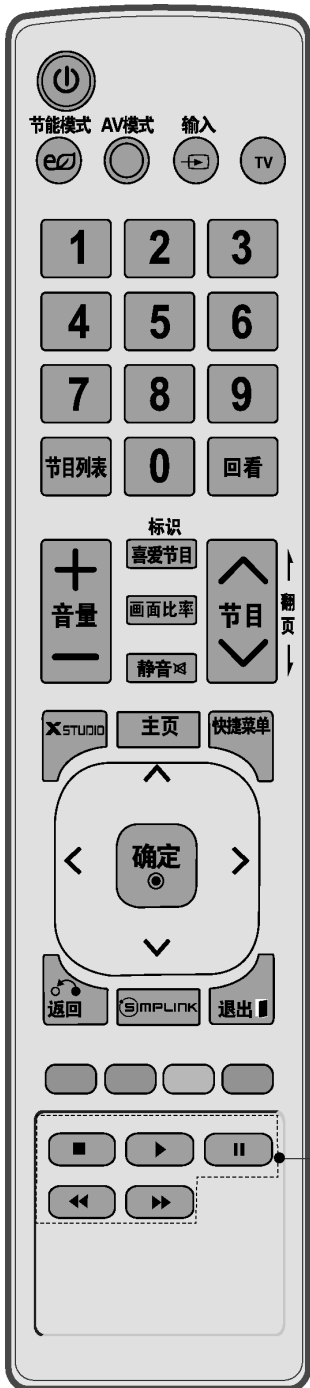 节能模式 AV模式 输入
TV
1 2 3
4 5 6
7 8 9
节目列表 0 回看
标识
喜爱节目
音量 画面比率 节目 翻页
静音
XSTUDIO 主页 快捷菜单
确定
返回 SIMPLINK 退出